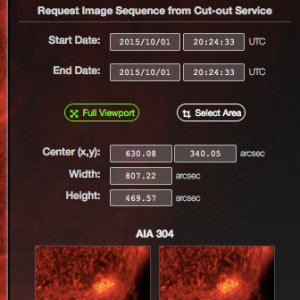 Request Image Sequence from Cut-out Service
Start Date: 2015/10/01 20:24:33 UTC
End Date: 2015/10/01 20:24:33 UTC
Full Viewport Select Area
Center (x,y): 630.08 340.05 arcsec
Width: 807.22 arcsec
Height: 469.57 arcsec
AIA 304